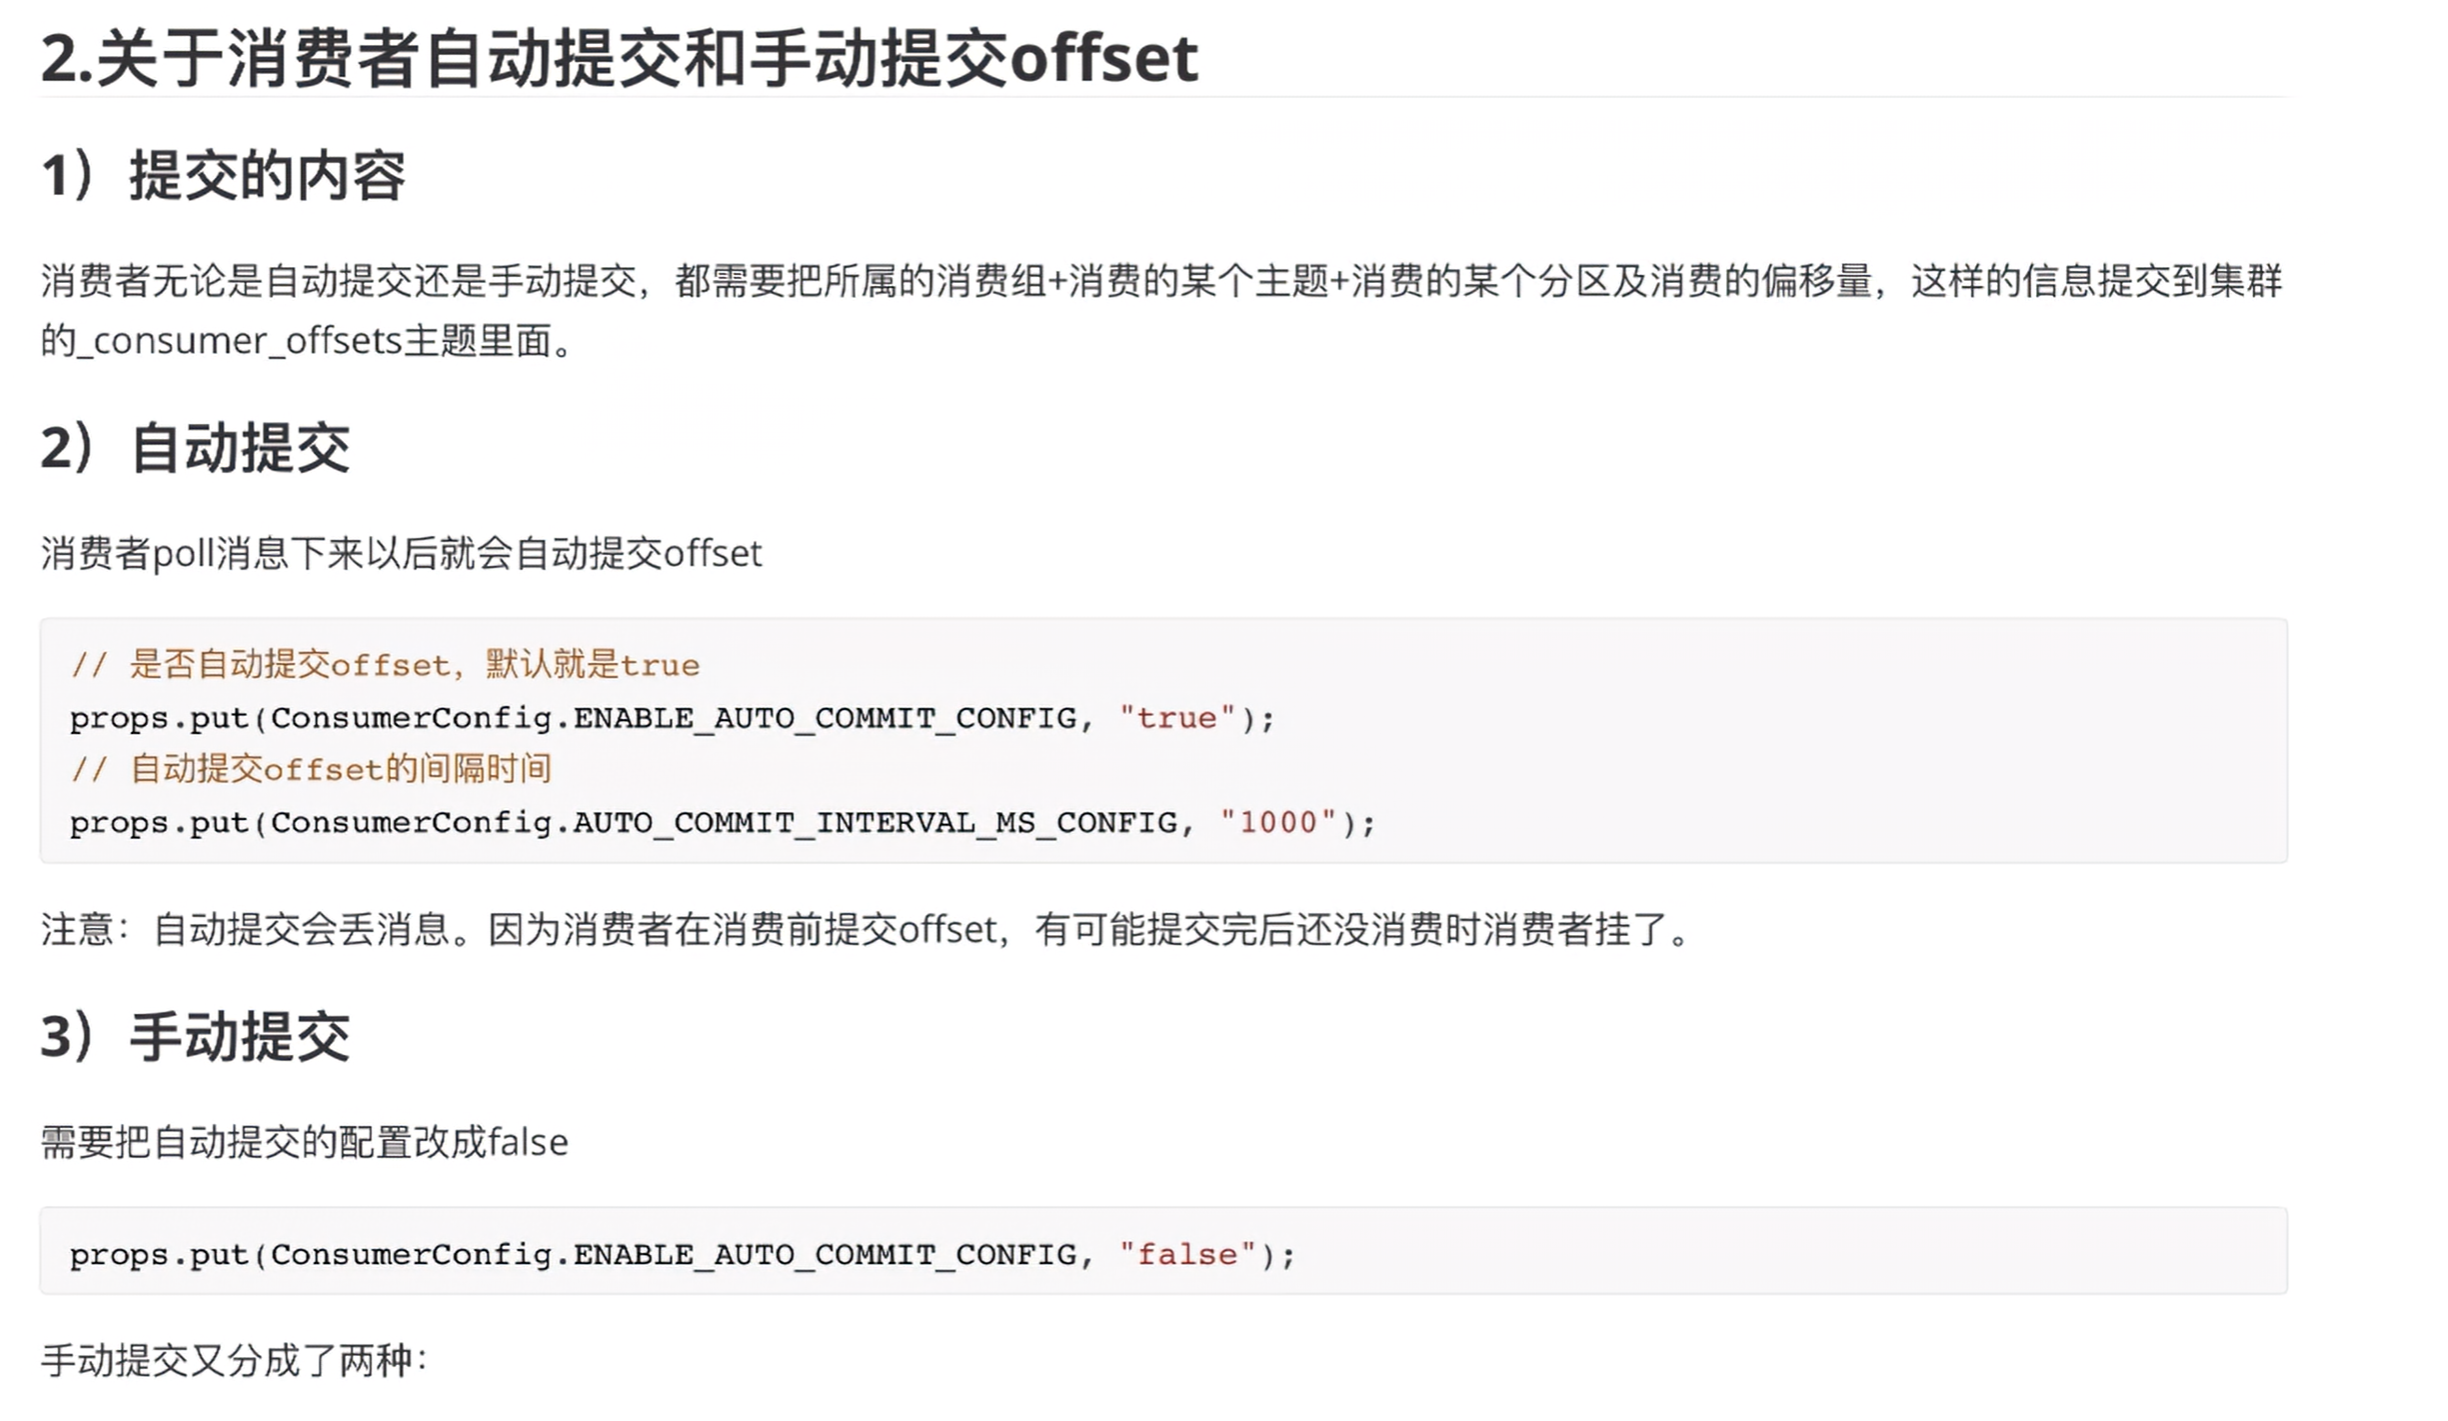 2.关于消费者自动提交和手动提交offset
1）提交的内容
消费者无论是自动提交还是手动提交，都需要把所属的消费组+消费的某个主题+消费的某个分区及消费的偏移量，这样的信息提交到集群
的_consumer_offsets主题里面。
2）自动提交
消费者poll消息下来以后就会自动提交offset
// 是否自动提交offset，默认就是true
props.put(ConsumerConfig.ENABLE_AUTO_COMMIT_CONFIG, "true");
// 自动提交offset的间隔时间
props.put(ConsumerConfig.AUTO_COMMIT_INTERVAL_MS_CONFIG, "1000");
注意：自动提交会丢消息。因为消费者在消费前提交offset，有可能提交完后还没消费时消费者挂了。
3）手动提交
需要把自动提交的配置改成false
props.put(ConsumerConfig.ENABLE_AUTO_COMMIT_CONFIG, "false");
手动提交又分成了两种：